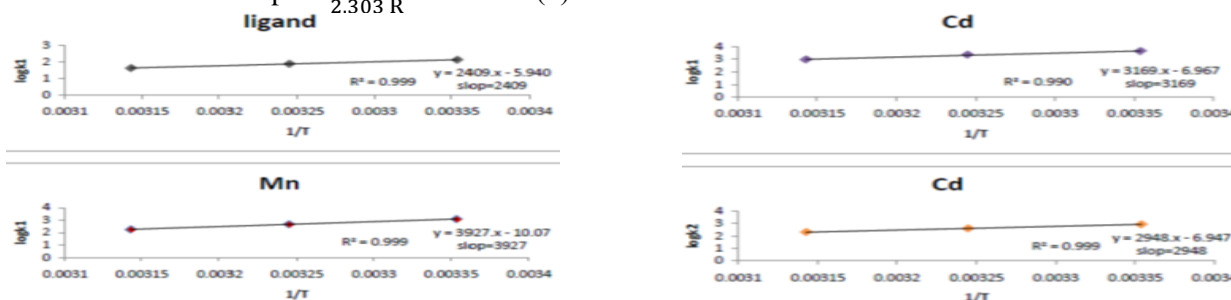 2.303 R
ligand
logk1
3
2
1
0
R² = 0.999
y = 2409.x - 5.940
slop=2409
0.0031 0.00315 0.0032 0.00325 0.0033 0.00335 0.0034
1/T
Cd
logk1
4
3
2
1
0
R² = 0.990
y = 3169.x - 6.967
slop=3169
0.0031 0.00315 0.0032 0.00325 0.0033 0.00335 0.0034
1/T
Mn
logk1
4
3
2
1
0
R² = 0.999
y = 3927.x - 10.07
slop=3927
0.0031 0.00315 0.0032 0.00325 0.0033 0.00335 0.0034
1/T
Cd
logk2
4
3
2
1
0
R² = 0.999
y = 2948.x - 6.947
slop=2948
0.0031 0.00315 0.0032 0.00325 0.0033 0.00335
1/T